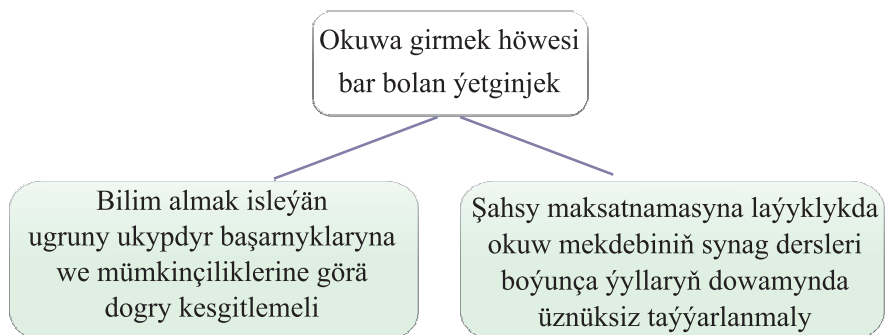 Okuwa girmek höwesi
bar bolan ýetginjek
Bilim almak isleýän
ugruny ukypdyr başarnyklaryna
we mümkinçiliklerine görä
dogry kesgitlemeli
Şahsy maksatnamasyna laýyklykda
okuw mekdebiniň synag dersleri
boýunça ýyllaryň dowamynda
üznüksiz taýýarlanmaly